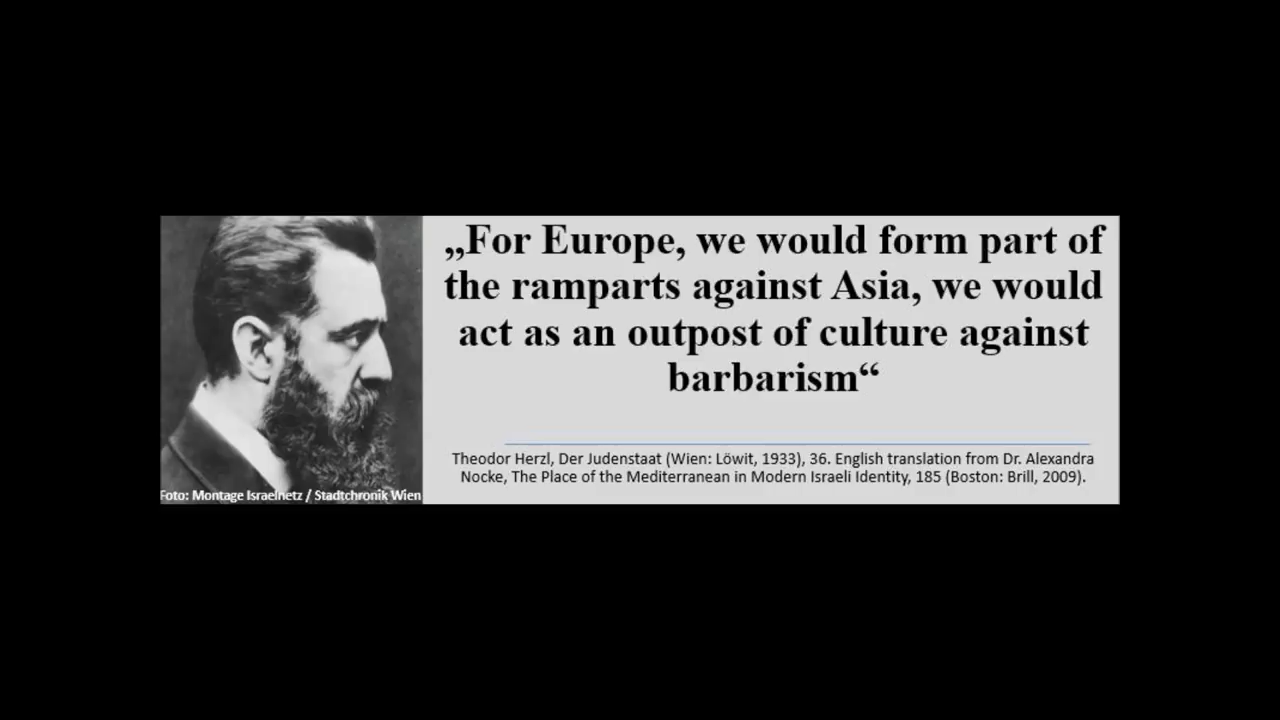 „For Europe, we would form part of
the ramparts against Asia, we would
act as an outpost of culture against
barbarism“
Theodor Herzl, Der Judenstaat (Wien: Löwit, 1933), 36. English translation from Dr. Alexandra
Nocke, The Place of the Mediterranean in Modern Israeli Identity, 185 (Boston: Brill, 2009).
Foto: Montage Israelnetz / Stadtchronik Wien